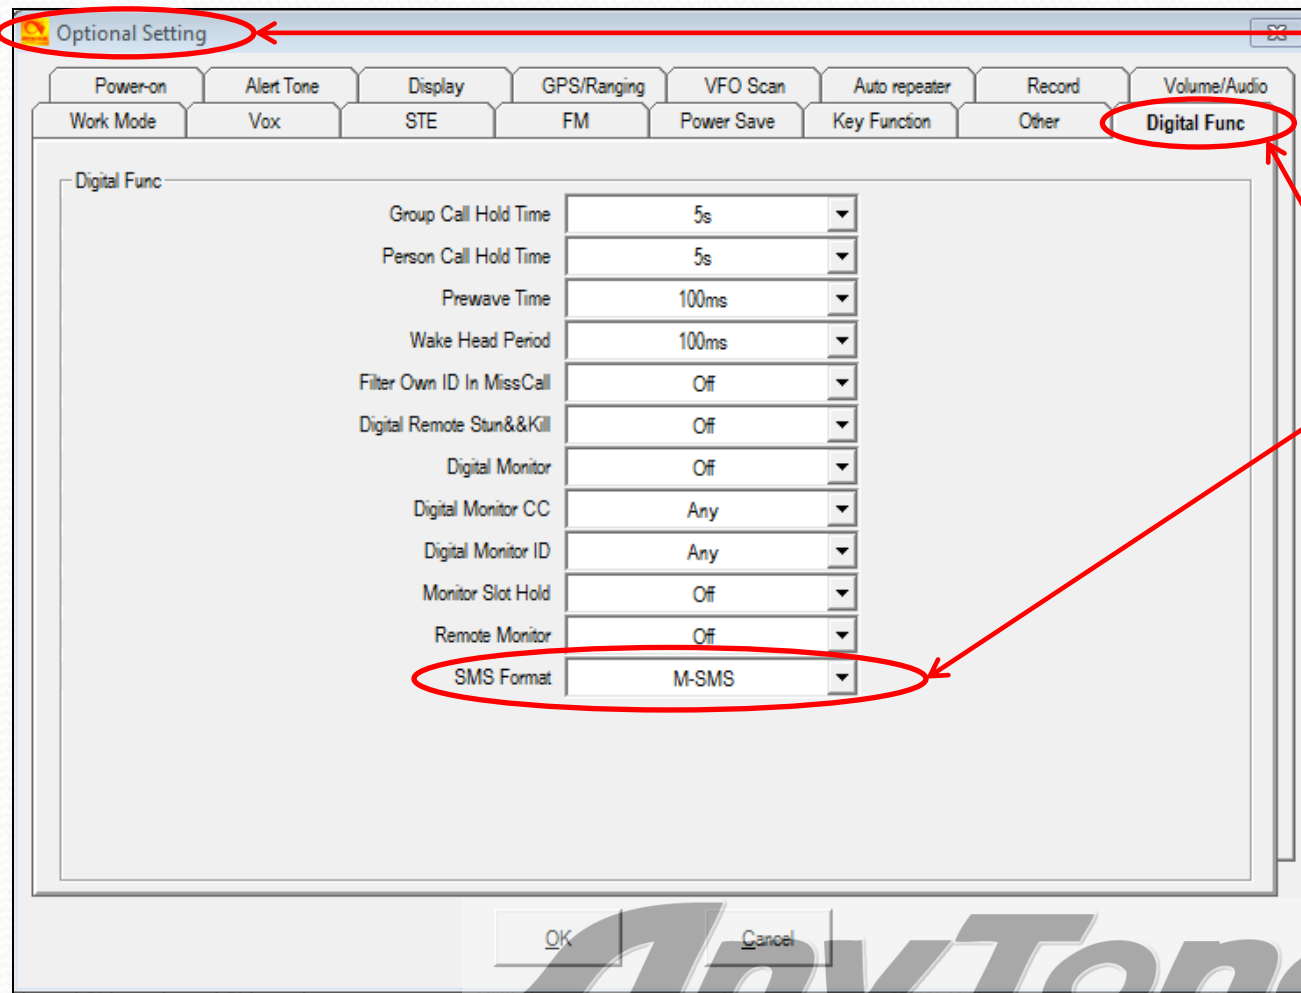 Optional Setting
Power-on Alert Tone Display GPS/Ranging VFO Scan Auto repeater Record Volume/Audio
Work Mode Vox STE FM Power Save Key Function Other Digital Func
Digital Func
Group Call Hold Time 5s
Person Call Hold Time 5s
Prewave Time 100ms
Wake Head Period 100ms
Filter Own ID In MissCall Off
Digital Remote Stun&&Kill Off
Digital Monitor Off
Digital Monitor CC Any
Digital Monitor ID Any
Monitor Slot Hold Off
Remote Monitor Off
SMS Format M-SMS
OK Cancel
AnyTone